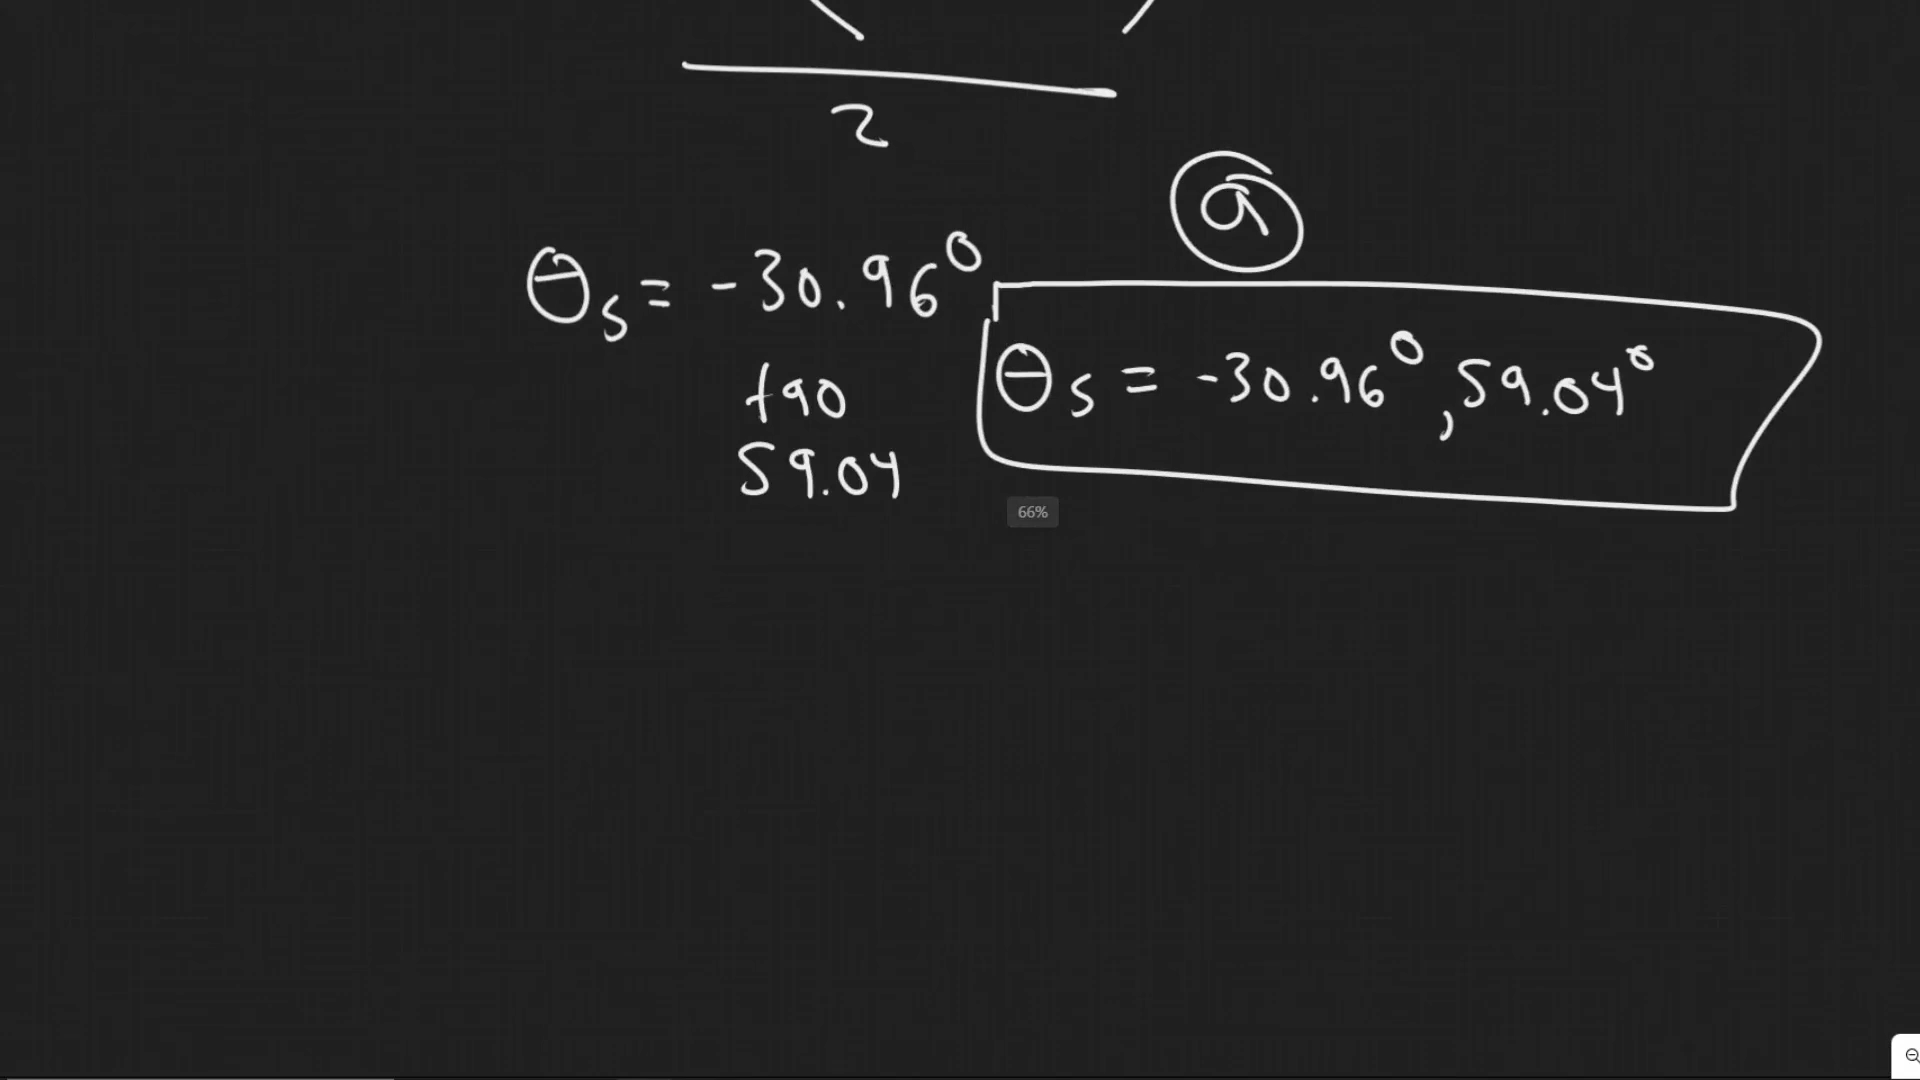 2
a
θs = -30.96°
θs = -30.96°, 59.04°
+90
59.04
66%